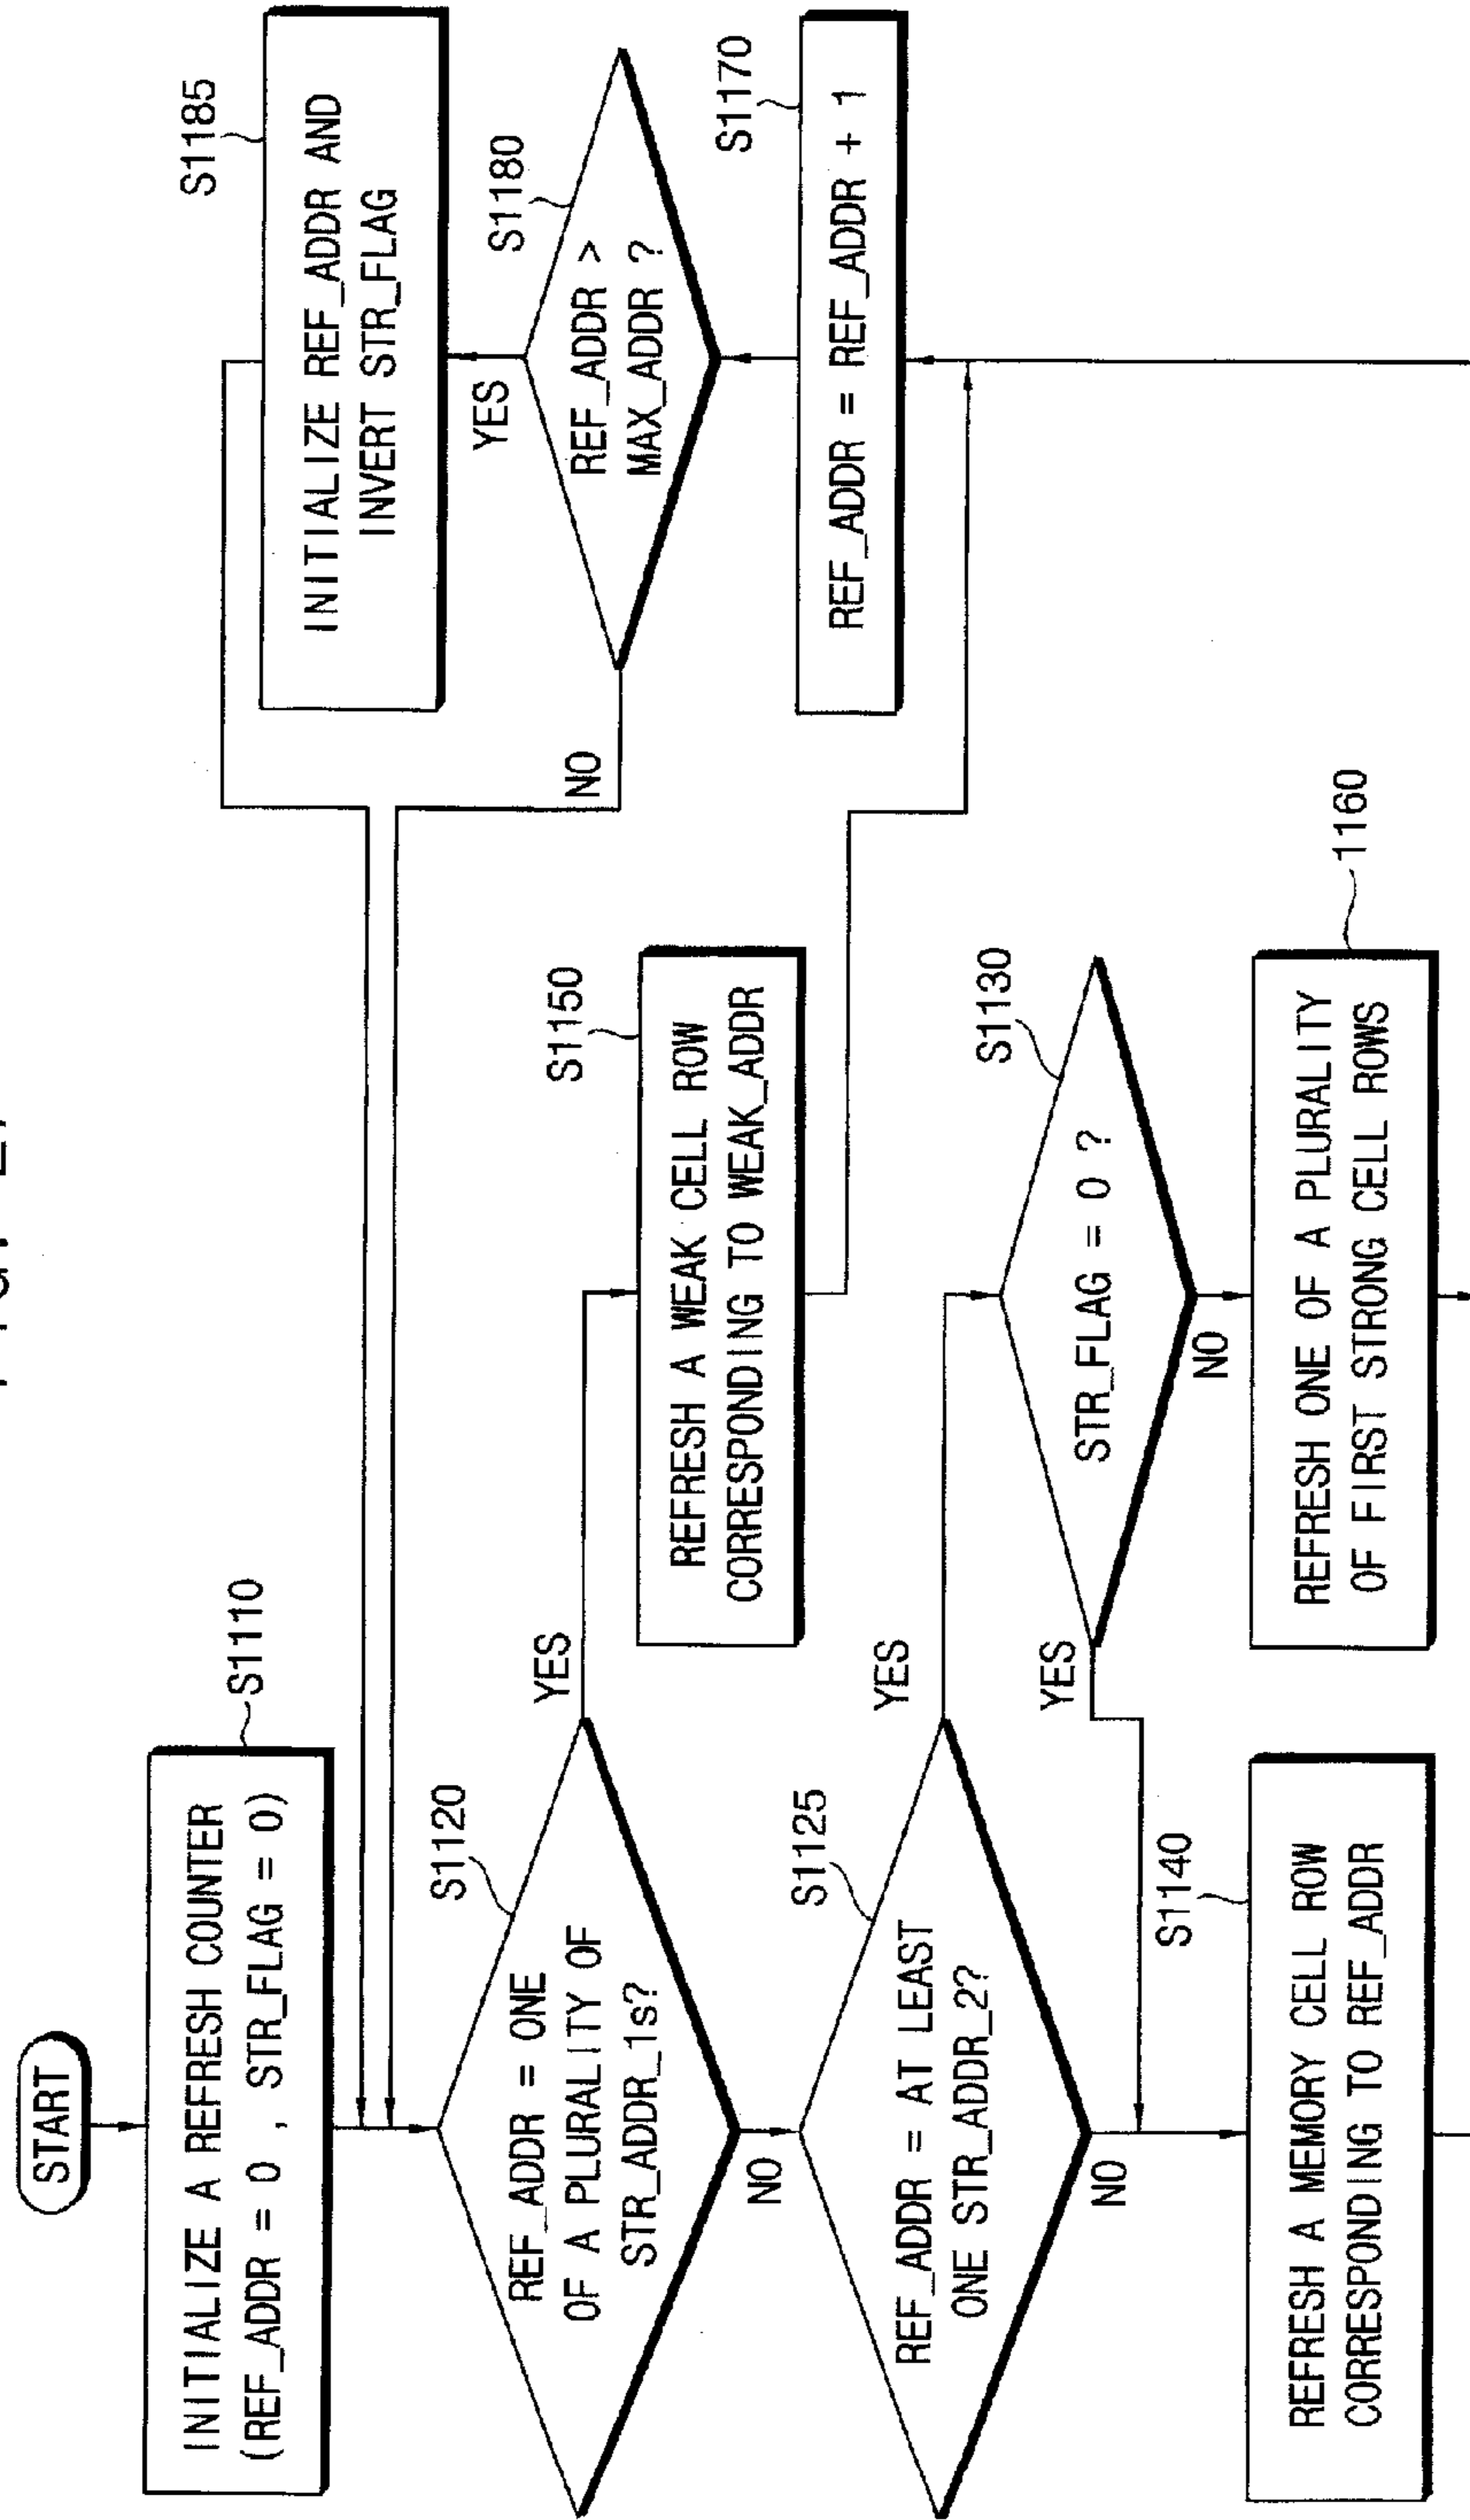 START
INITIALIZE A REFRESH COUNTER
(REF_ADDR = 0 , STR_FLAG = 0)
S1110
REF_ADDR = ONE
OF A PLURALITY OF
STR_ADDR_1s?
S1120
YES
NO
REFRESH A WEAK CELL ROW
CORRESPONDING TO WEAK_ADDR
S1150
REF_ADDR = AT LEAST
ONE STR_ADDR_2?
S1125
YES
NO
STR_FLAG = 0 ?
S1130
YES
NO
REFRESH A MEMORY CELL ROW
CORRESPONDING TO REF_ADDR
S1140
REFRESH ONE OF A PLURALITY
OF FIRST STRONG CELL ROWS
1160
REF_ADDR = REF_ADDR + 1
S1170
REF_ADDR >
MAX_ADDR ?
S1180
YES
NO
INITIALIZE REF_ADDR AND
INVERT STR_FLAG
S1185